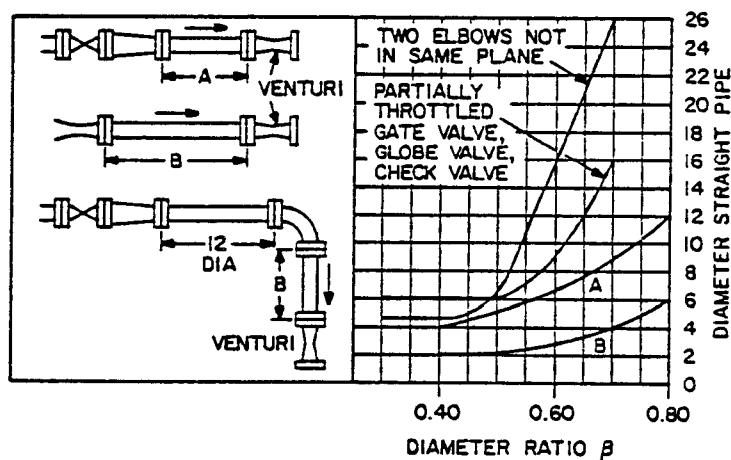 A
VENTURI
B
12
DIA
B
VENTURI
TWO ELBOWS NOT
IN SAME PLANE
PARTIALLY
THROTTLED
GATE VALVE,
GLOBE VALVE,
CHECK VALVE
A
B
26
24
22
20
18
16
14
12
10
8
6
4
2
0
DIAMETER STRAIGHT PIPE
0.40
0.60
0.80
DIAMETER RATIO β